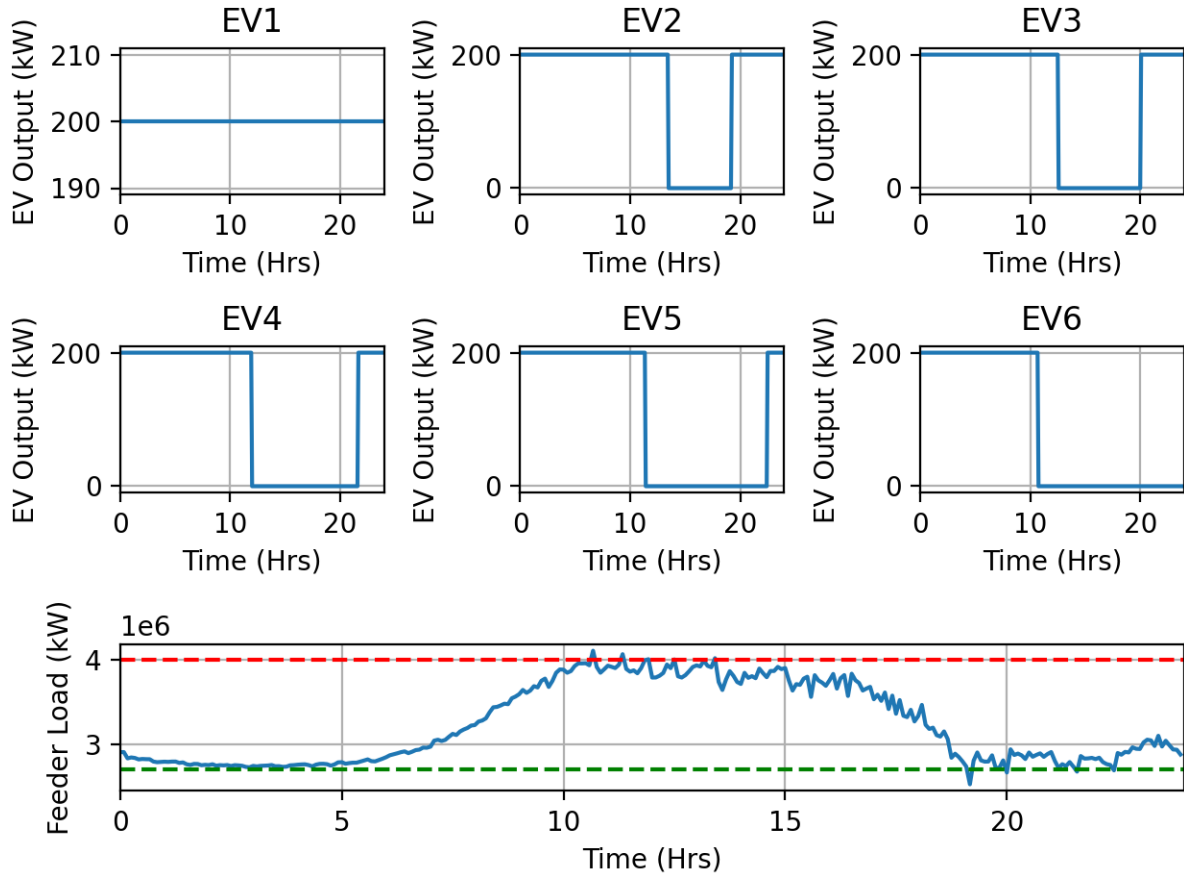 EV1
EV Output (kW)
210
200
190
0
10
20
Time (Hrs)
EV2
EV Output (kW)
200
0
0
10
20
Time (Hrs)
EV3
EV Output (kW)
200
0
0
10
20
Time (Hrs)
EV4
EV Output (kW)
200
0
0
10
20
Time (Hrs)
EV5
EV Output (kW)
200
0
0
10
20
Time (Hrs)
EV6
EV Output (kW)
200
0
0
10
20
Time (Hrs)
Feeder Load (kW)
1e6
4
3
0
5
10
15
20
Time (Hrs)